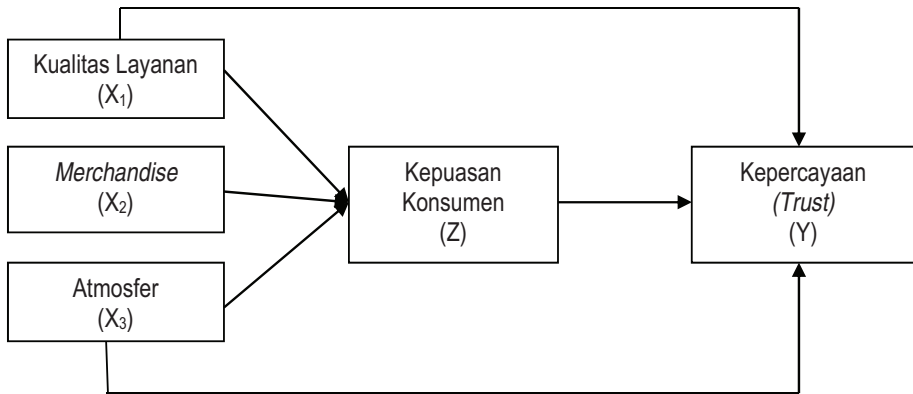 Kualitas Layanan
(X₁)
Merchandise
(X₂)
Atmosfer
(X₃)
Kepuasan
Konsumen
(Z)
Kepercayaan
(Trust)
(Y)